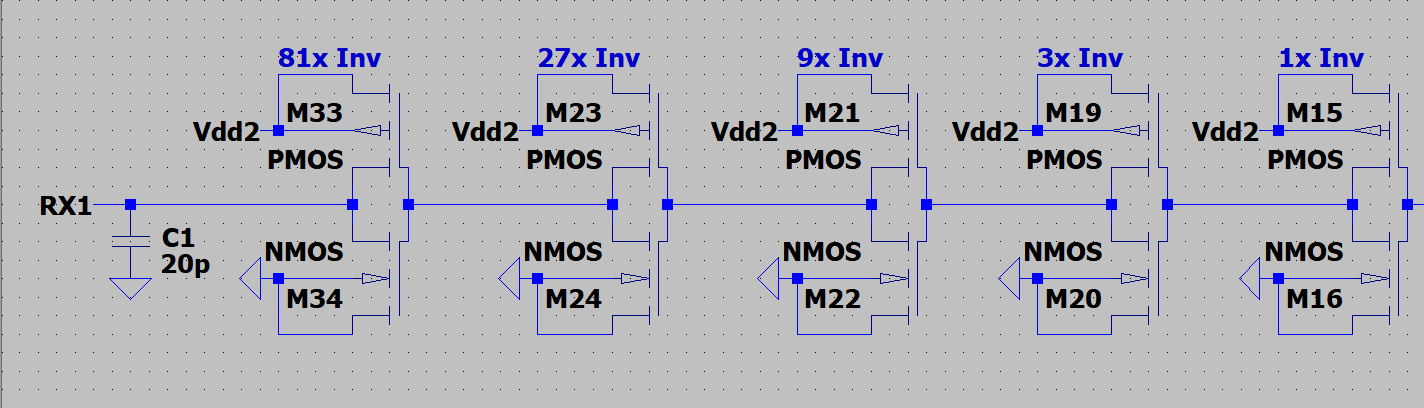 81x Inv
27x Inv
9x Inv
3x Inv
1x Inv
M33
M23
M21
M19
M15
Vdd2
Vdd2
Vdd2
Vdd2
Vdd2
PMOS
PMOS
PMOS
PMOS
PMOS
RX1
C1
20p
NMOS
NMOS
NMOS
NMOS
NMOS
M34
M24
M22
M20
M16